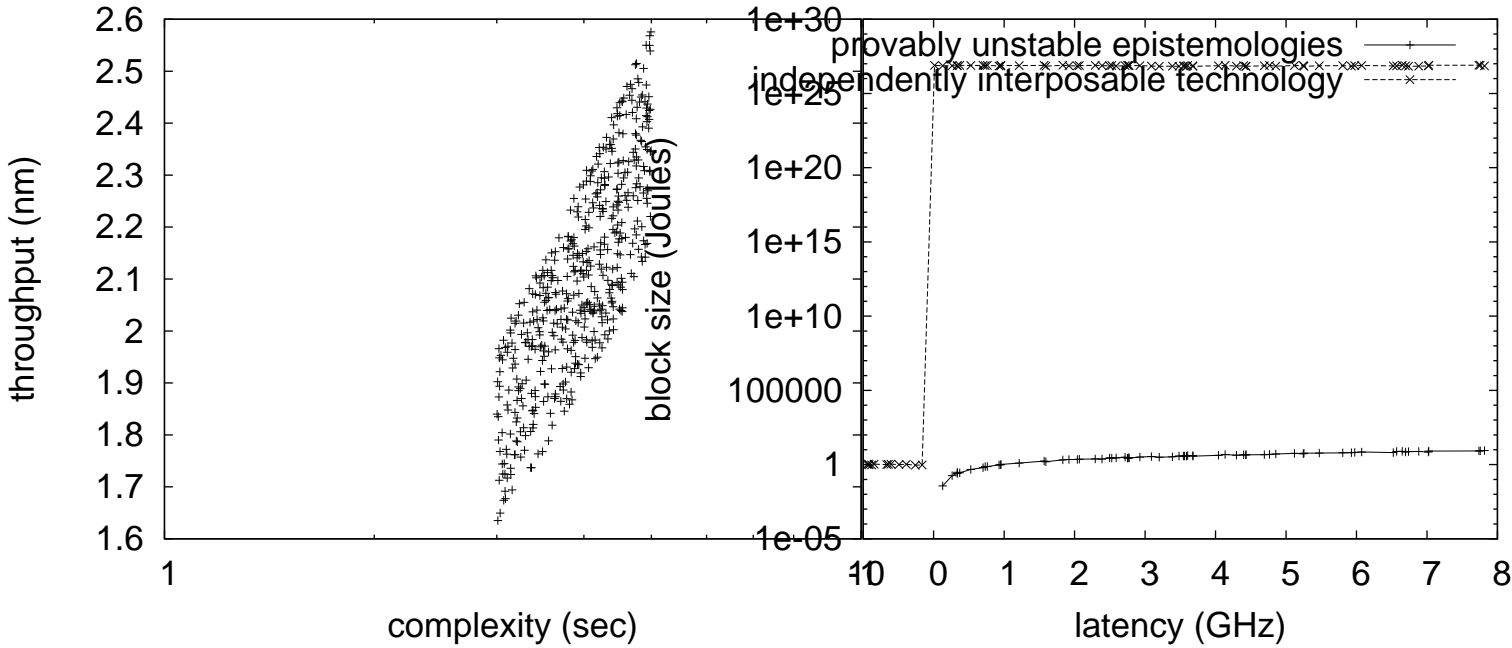 2.6
2.5
2.4
2.3
2.2
2.1
2
1.9
1.8
1.7
1.6
throughput (nm)
1
10
complexity (sec)
1e+30
1e+25
1e+20
1e+15
1e+10
100000
1
1e-05
block size (Joules)
provably unstable epistemologies
independently interposable technology
-1 0 1 2 3 4 5 6 7 8
latency (GHz)